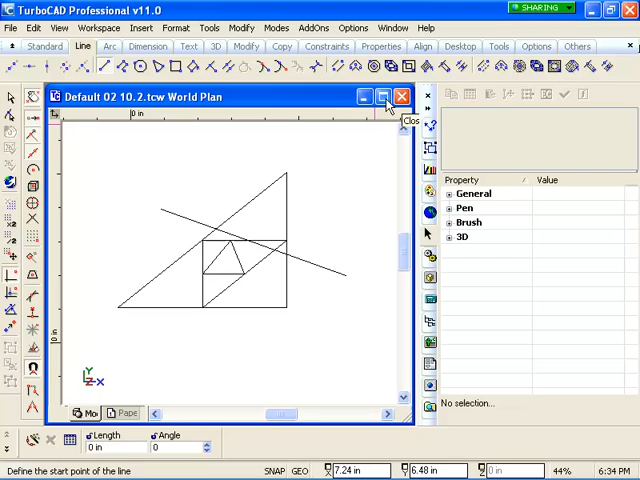 TurboCAD Professional v11.0
SHARING
File Edit View Insert Format Tools Modify Modes AddOns Options Window Help
Standard Line Arc Dimension Text 3D Modify Copy Constraints Properties Align Desktop Tools Options Others
Default 02 10.2.tcw World Plan
0 in
Clos
0 in
Property Value
General
Pen
Brush
3D
Y
Z X
Mo Pape
No selection...
Length Angle
0 in 0
Define the start point of the line SNAP GEO X 7.24 in Y 6.48 in Z 0 in 44% 6:34 PM